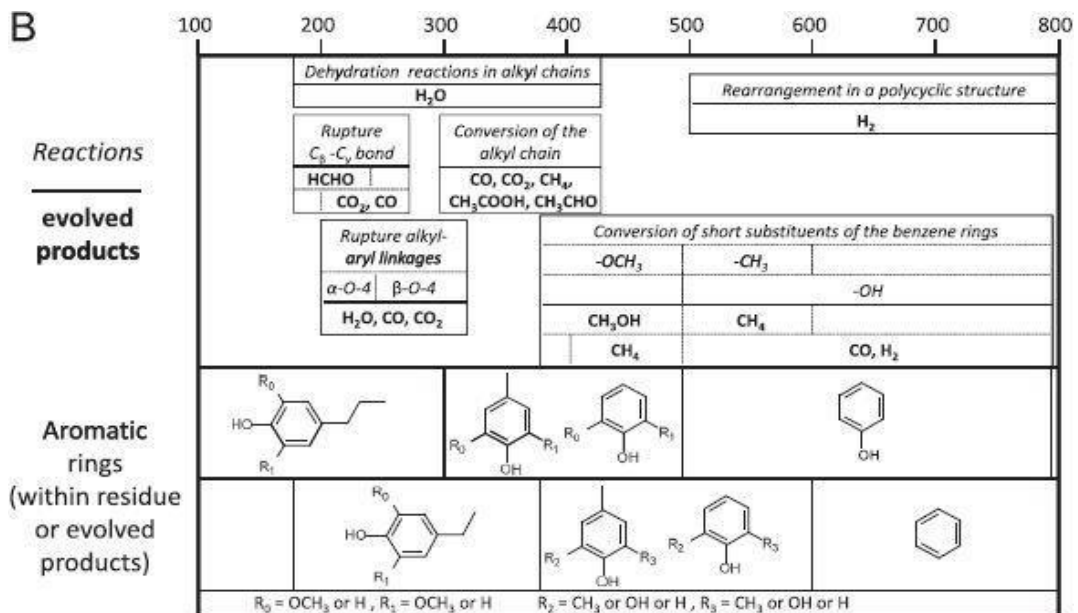 B
100 200 300 400 500 600 700 800
Dehydration reactions in alkyl chains
H₂O
Rearrangement in a polycyclic structure
H₂
Reactions
evolved
products
Rupture
Cβ -Cγ bond
HCHO
CO₂, CO
Conversion of the
alkyl chain
CO, CO₂, CH₄,
CH₃COOH, CH₃CHO
Rupture alkyl-
aryl linkages
α-O-4 β-O-4
H₂O, CO, CO₂
Conversion of short substituents of the benzene rings
-OCH₃ -CH₃
-OH
CH₃OH CH₄
CH₄ CO, H₂
Aromatic
rings
(within residue
or evolved
products)
R₀
HO
R₁
R₀ R₁
OH
R₀ R₁
OH
OH
R₀
HO
R₁
R₂ R₃
OH
R₂ R₃
OH
R₀ = OCH₃ or H , R₁ = OCH₃ or H R₂ = CH₃ or OH or H , R₃ = CH₃ or OH or H